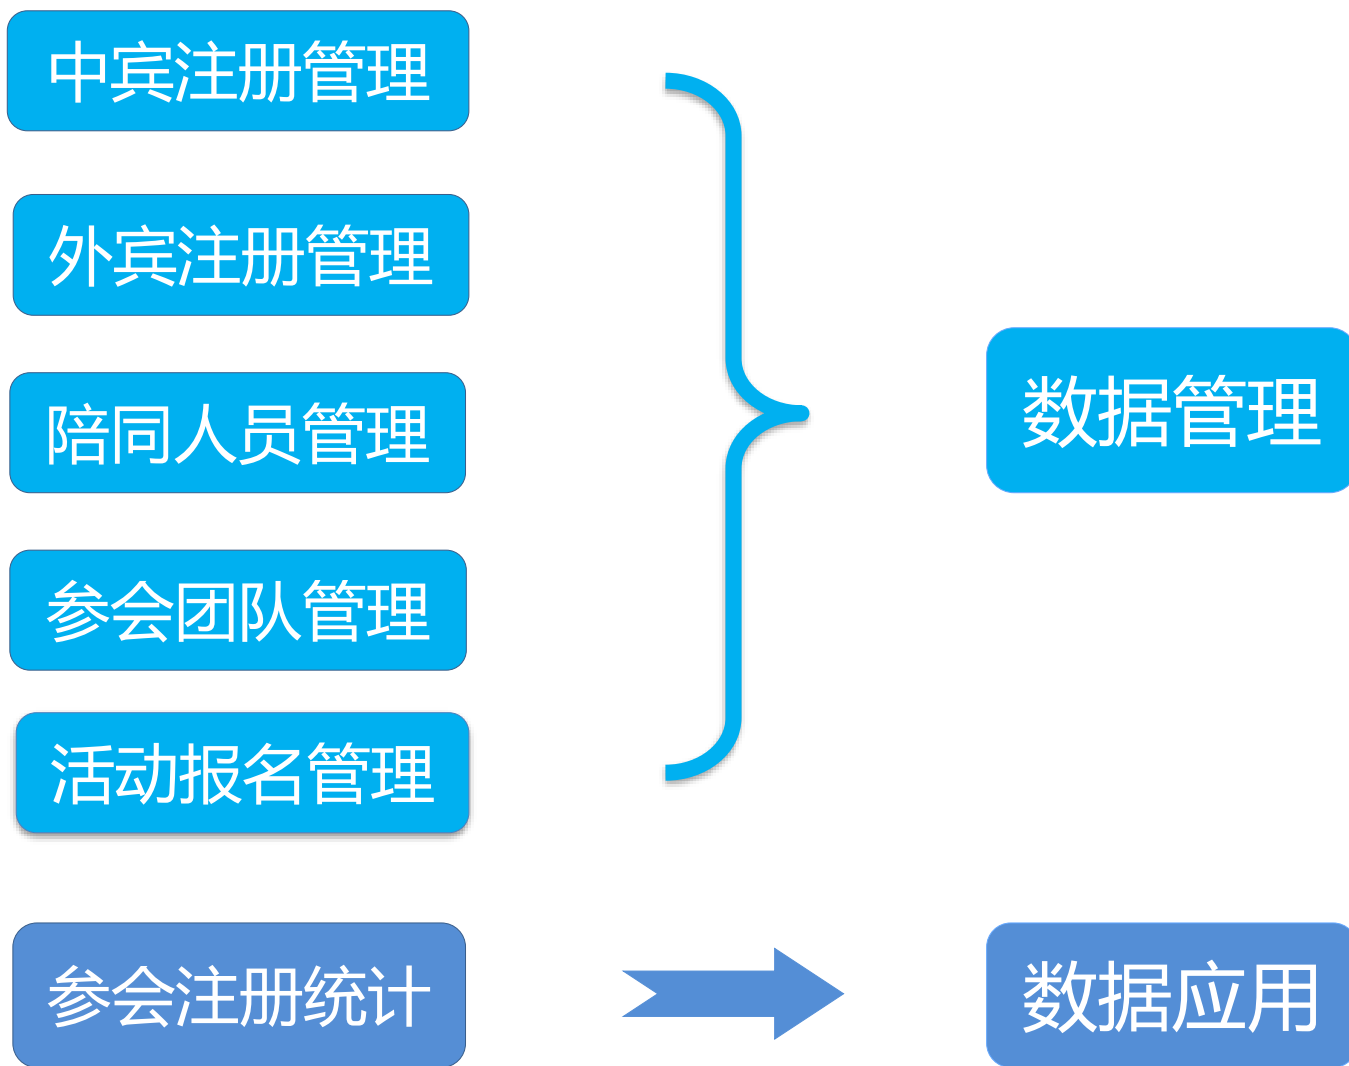 中宾注册管理
外宾注册管理
陪同人员管理
参会团队管理
活动报名管理
数据管理
参会注册统计
数据应用